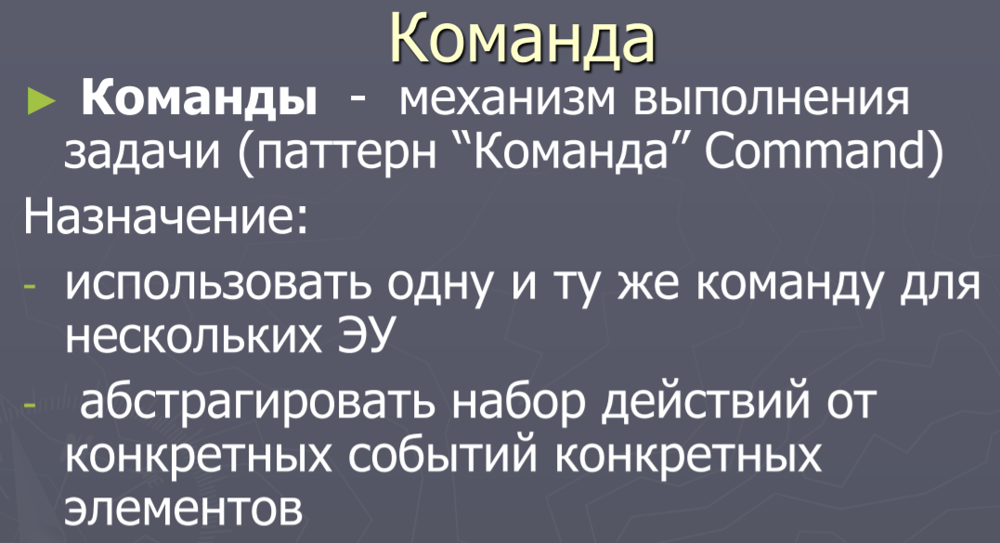 Команда
► Команды - механизм выполнения
задачи (паттерн “Команда” Command)
Назначение:
- использовать одну и ту же команду для
нескольких ЭУ
- абстрагировать набор действий от
конкретных событий конкретных
элементов